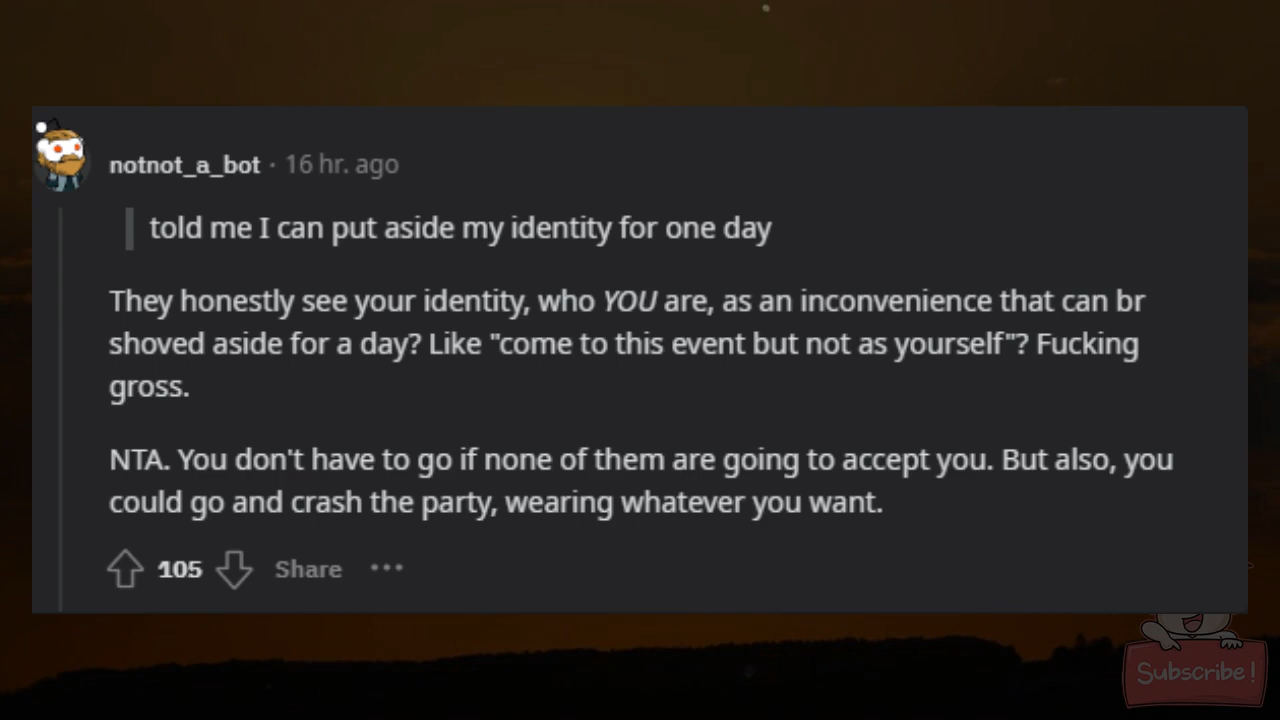 notnot_a_bot · 16 hr. ago
told me I can put aside my identity for one day
They honestly see your identity, who YOU are, as an inconvenience that can br
shoved aside for a day? Like "come to this event but not as yourself"? Fucking
gross.
NTA. You don't have to go if none of them are going to accept you. But also, you
could go and crash the party, wearing whatever you want.
105 Share
Subscribe!